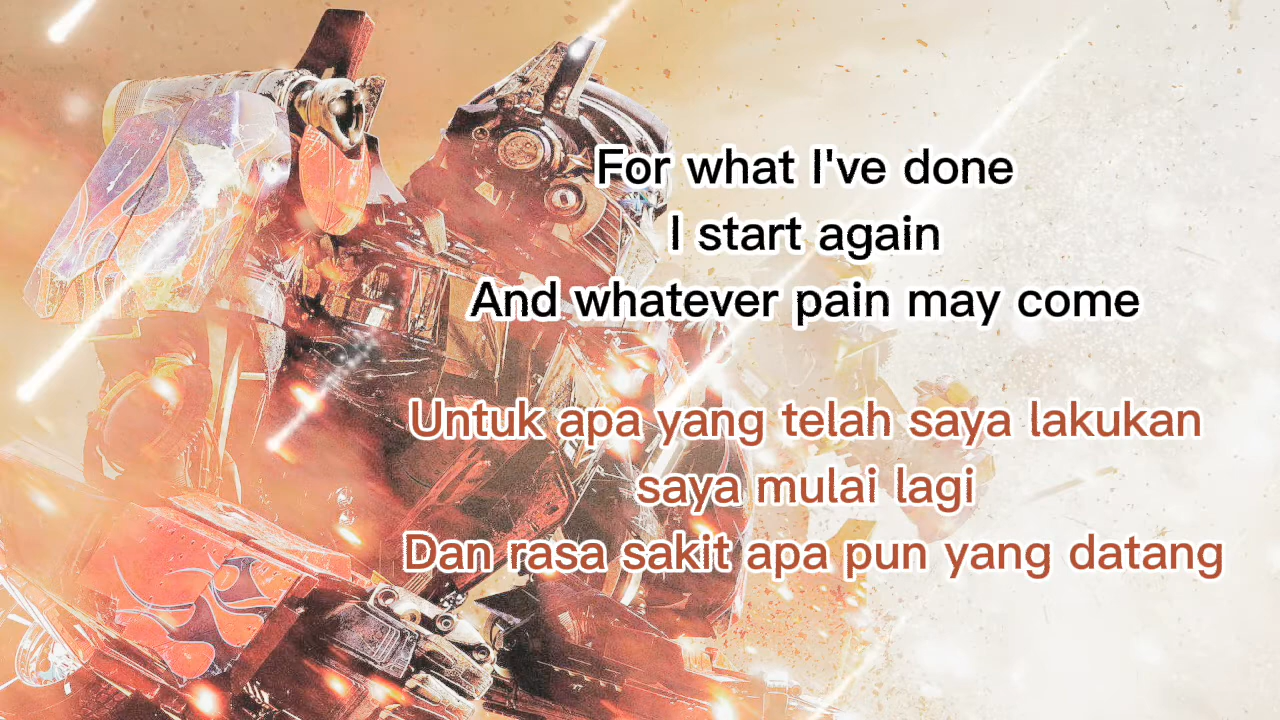 For what I've done
I start again
And whatever pain may come
Untuk apa yang telah saya lakukan
saya mulai lagi
Dan rasa sakit apa pun yang datang